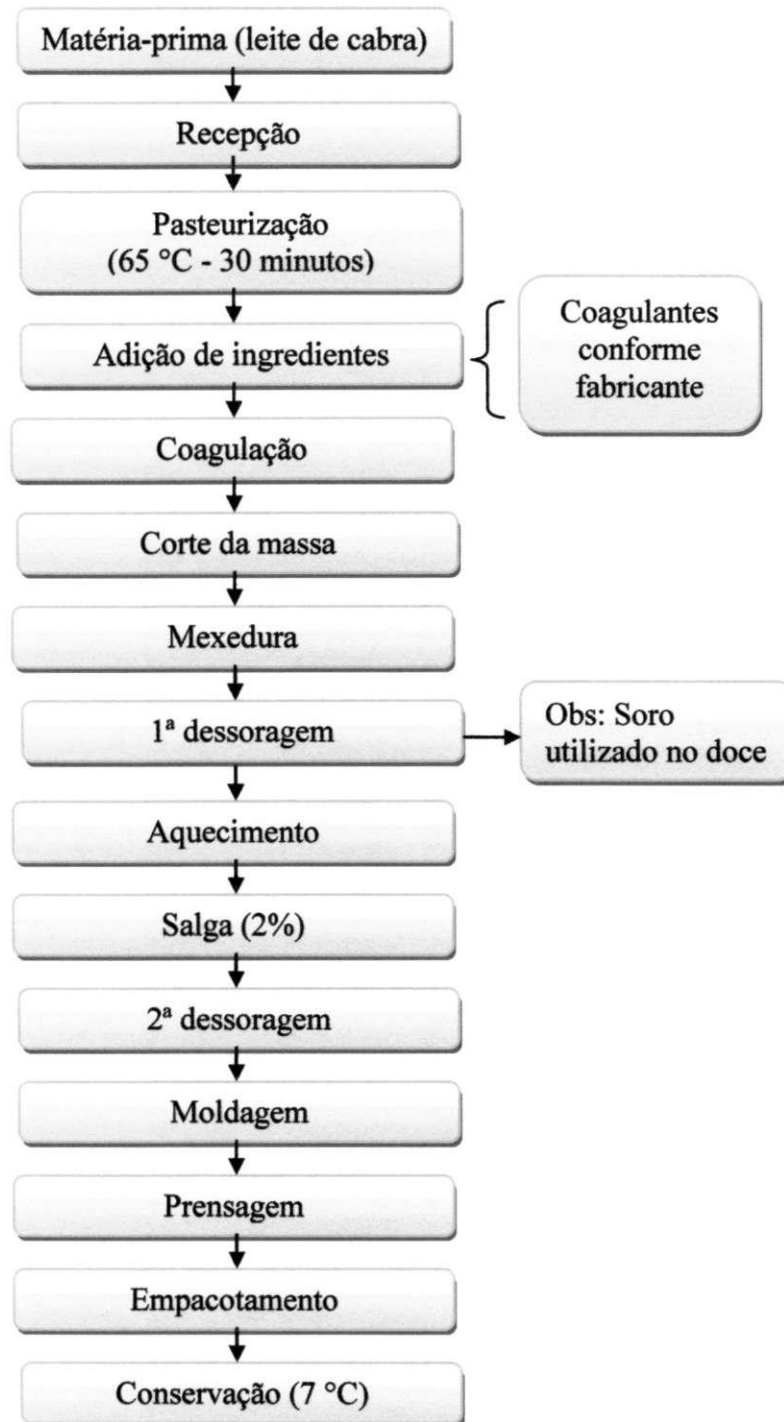 Matéria-prima (leite de cabra)
Recepção
Pasteurização
(65 °C - 30 minutos)
Adição de ingredientes
Coagulantes
conforme
fabricante
Coagulação
Corte da massa
Mexedura
1ª dessoragem
Obs: Soro
utilizado no doce
Aquecimento
Salga (2%)
2ª dessoragem
Moldagem
Prensagem
Empacotamento
Conservação (7 °C)